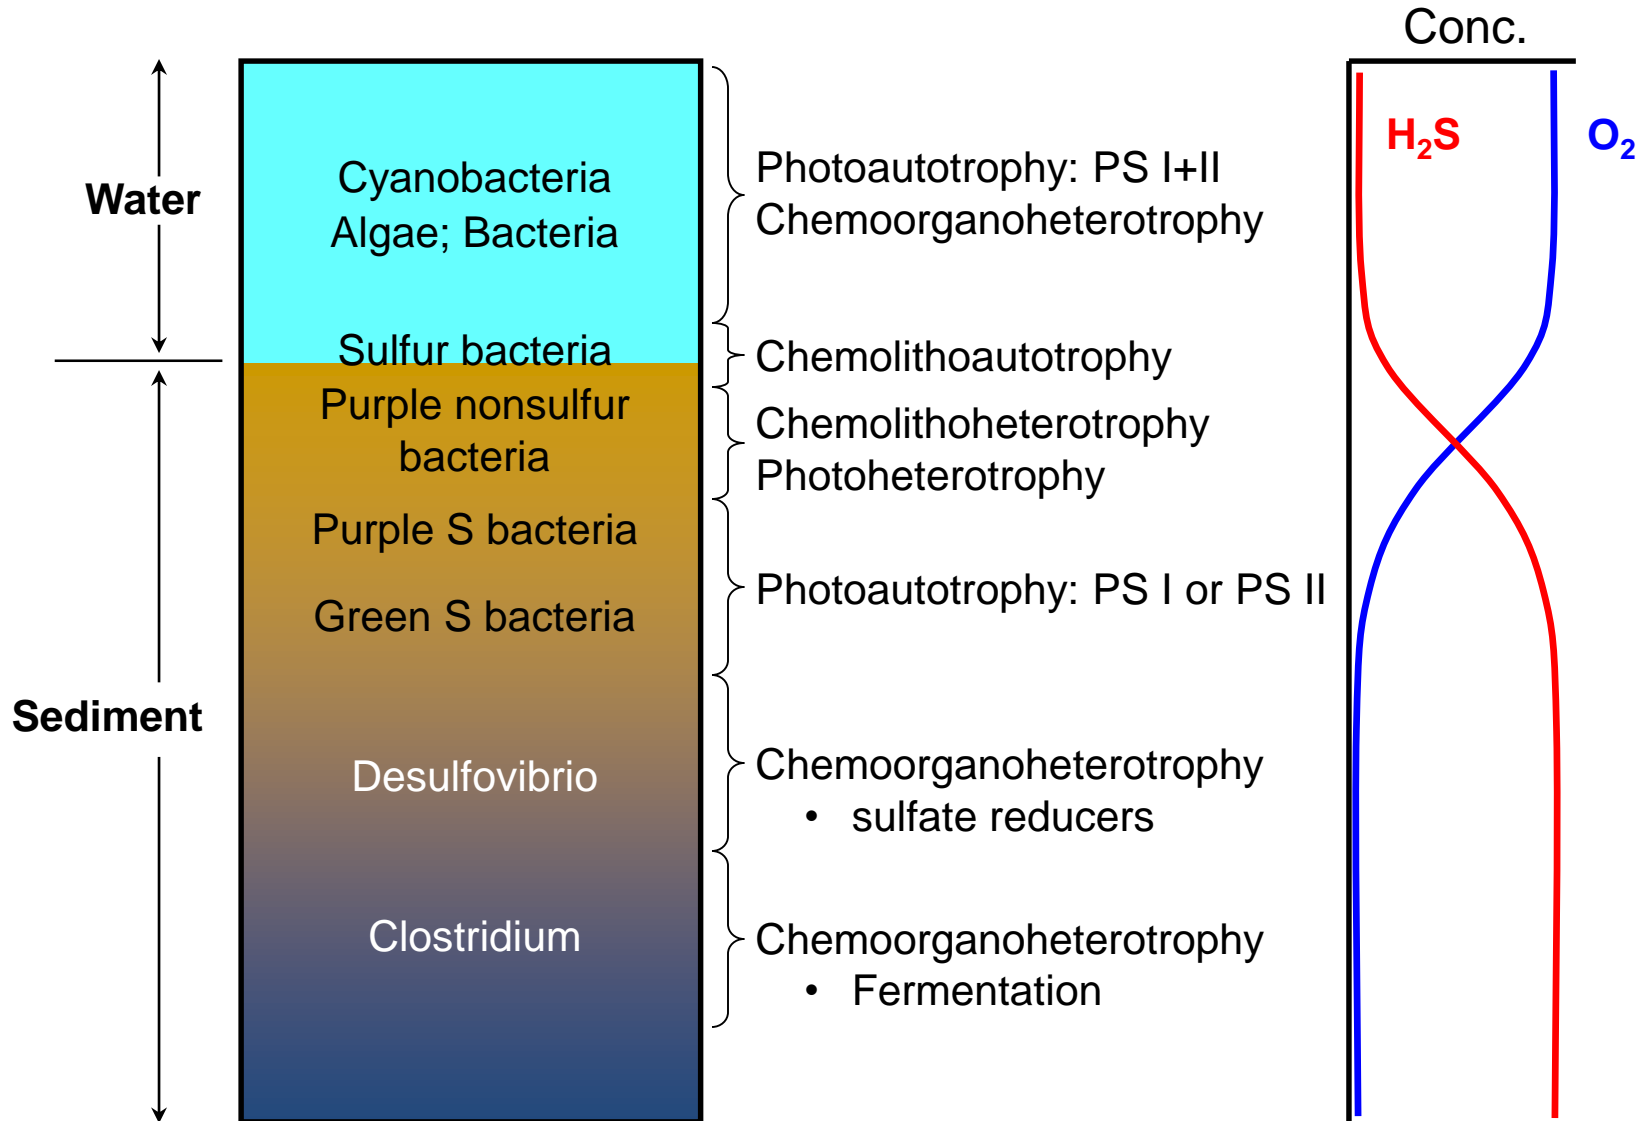 Conc.
H₂S
O₂
Water
Cyanobacteria
Algae; Bacteria
Photoautotrophy: PS I+II
Chemoorganoheterotrophy
Sulfur bacteria
Chemolithoautotrophy
Purple nonsulfur
bacteria
Chemolithoheterotrophy
Photoheterotrophy
Purple S bacteria
Green S bacteria
Photoautotrophy: PS I or PS II
Sediment
Desulfovibrio
Chemoorganoheterotrophy
• sulfate reducers
Clostridium
Chemoorganoheterotrophy
• Fermentation